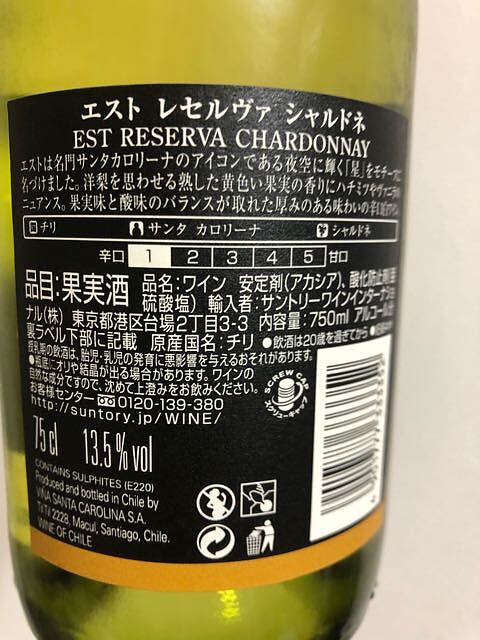 エスト レセルヴァ シャルドネ
EST RESERVA CHARDONNAY
エストは名門サンタカロリーナのアイコンである夜空に輝く「星」をモチーフに
名づけました。洋梨を思わせる熟した黄色い果実の香りにハチミツやヴァニラの
ニュアンス。果実味と酸味のバランスが取れた厚みのある味わいの辛口白ワイン
チリ サンタ カロリーナ シャルドネ
辛口 1 2 3 4 5 甘口
品目:果実酒 品名:ワイン 安定剤(アカシア)、酸化防止剤(亜
硫酸塩) 輸入者:サントリーワインインターナショ
ナル(株) 東京都港区台場2丁目3-3 内容量:750ml アルコール分
裏ラベル下部に記載 原産国名:チリ ●飲酒は20歳を過ぎてから ●
授乳期の飲酒は、胎児・乳児の発育に悪影響を与えるおそれがあります。
●瓶底にオリや結晶が出る場合があります。ワインの
自然な成分ですので、沈めて上澄みをお飲みください。
お客様センター 0120-139-380
http://suntory.jp/WINE/
SCREW CAP
スクリューキャップ
75 cl 13.5 % vol
CONTAINS SULPHITES (E220)
Produced and bottled in Chile by
VIÑA SANTA CAROLINA S.A.
Til Til 2228, Macul, Santiago, Chile.
WINE OF CHILE